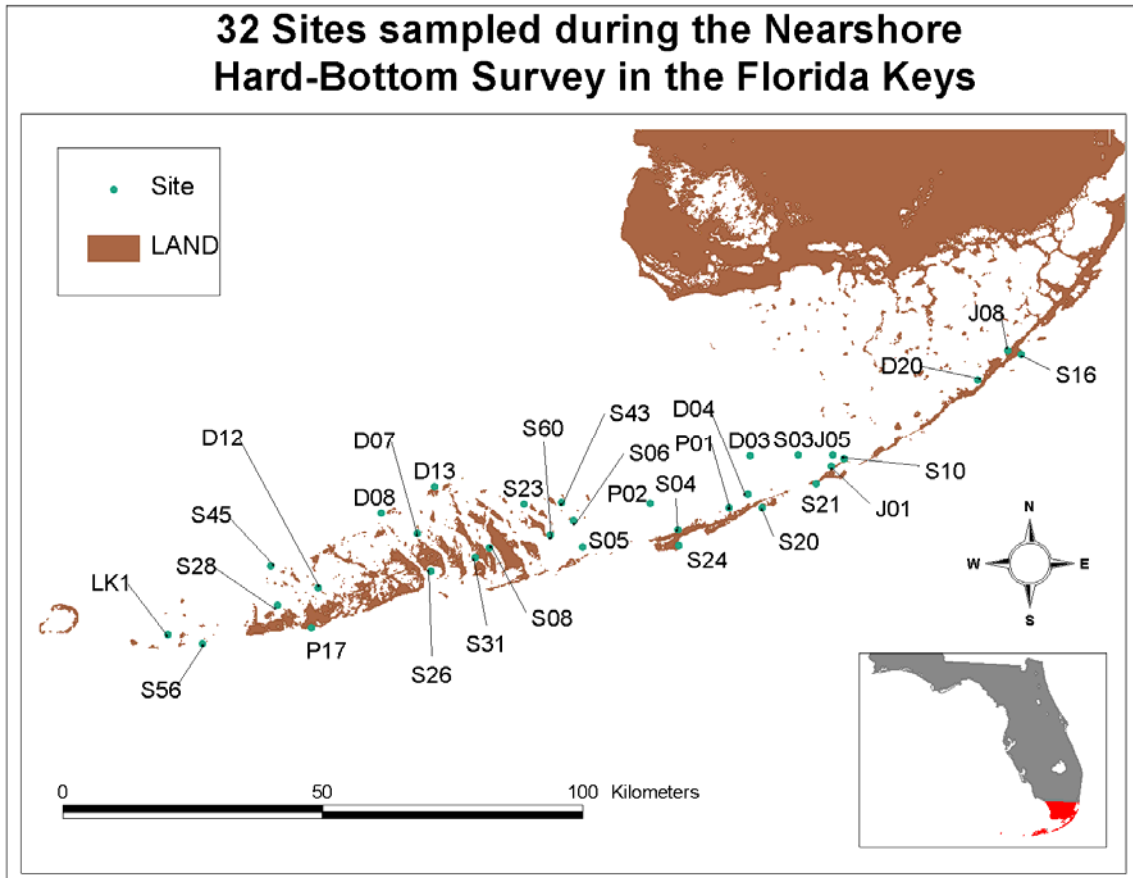 32 Sites sampled during the Nearshore
Hard-Bottom Survey in the Florida Keys
Site
LAND
J08
D20
S16
S43
D04
S60
S06
P01
D03
S03
J05
D07
D12
D13
S10
S04
P02
S23
D08
S21
J01
S45
S05
S24
S20
S28
LK1
S08
P17
S31
S26
S56
N
W
E
S
0
50
100
Kilometers